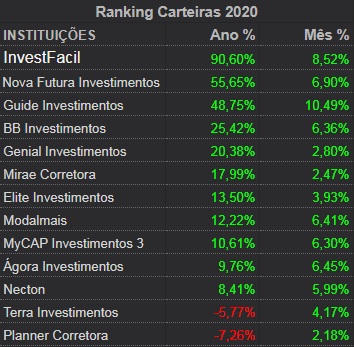 Ranking Carteiras 2020
INSTITUIÇÕES Ano % Mês %
InvestFacil 90,60% 8,52%
Nova Futura Investimentos 55,65% 6,90%
Guide Investimentos 48,75% 10,49%
BB Investimentos 25,42% 6,36%
Genial Investimentos 20,38% 2,80%
Mirae Corretora 17,99% 2,47%
Elite Investimentos 13,50% 3,93%
Modalmais 12,22% 6,41%
MyCAP Investimentos 3 10,61% 6,30%
Ágora Investimentos 9,76% 6,45%
Necton 8,41% 5,99%
Terra Investimentos -5,77% 4,17%
Planner Corretora -7,26% 2,18%